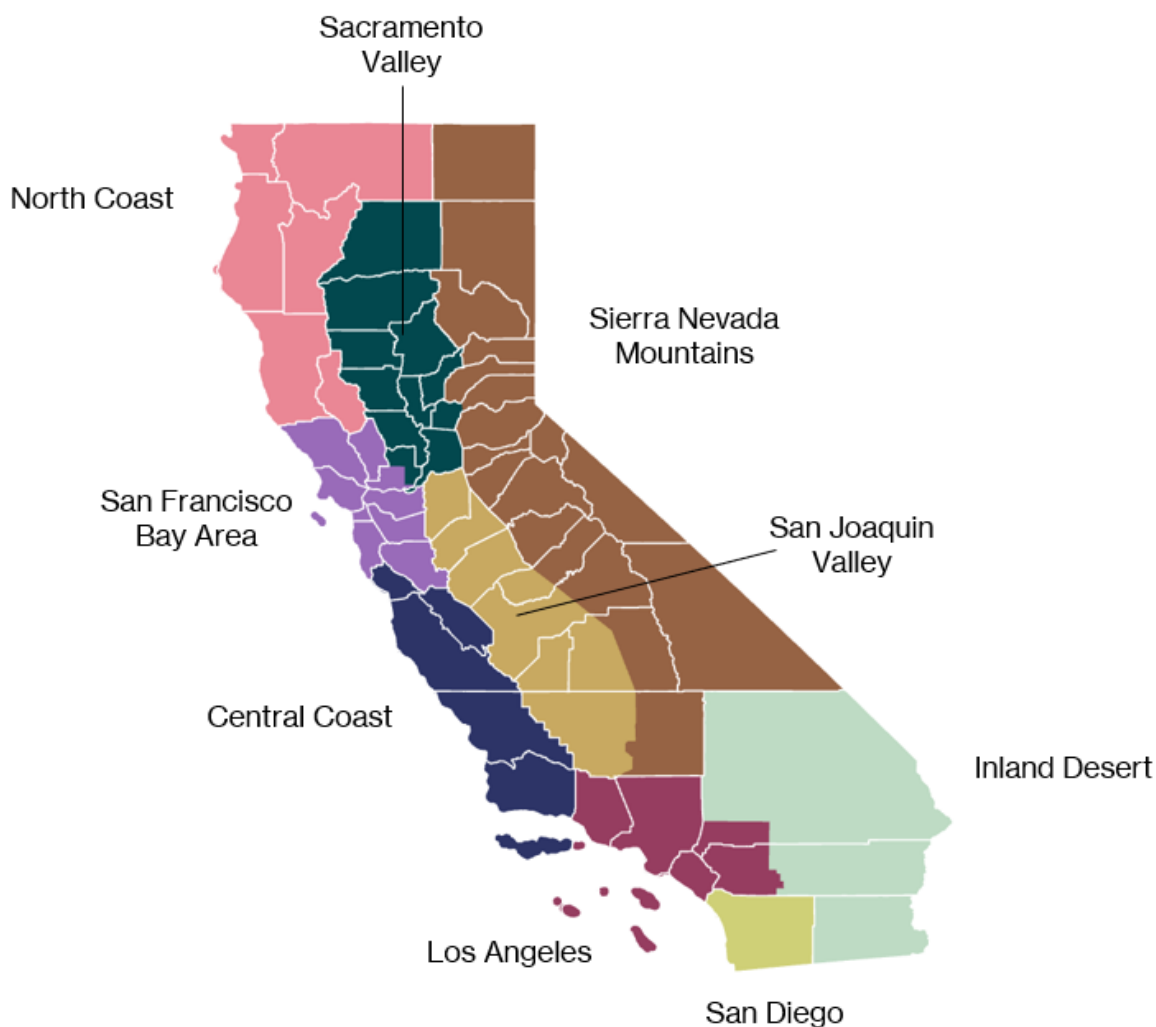 Sacramento
Valley
North Coast
Sierra Nevada
Mountains
San Francisco
Bay Area
San Joaquin
Valley
Central Coast
Inland Desert
Los Angeles
San Diego